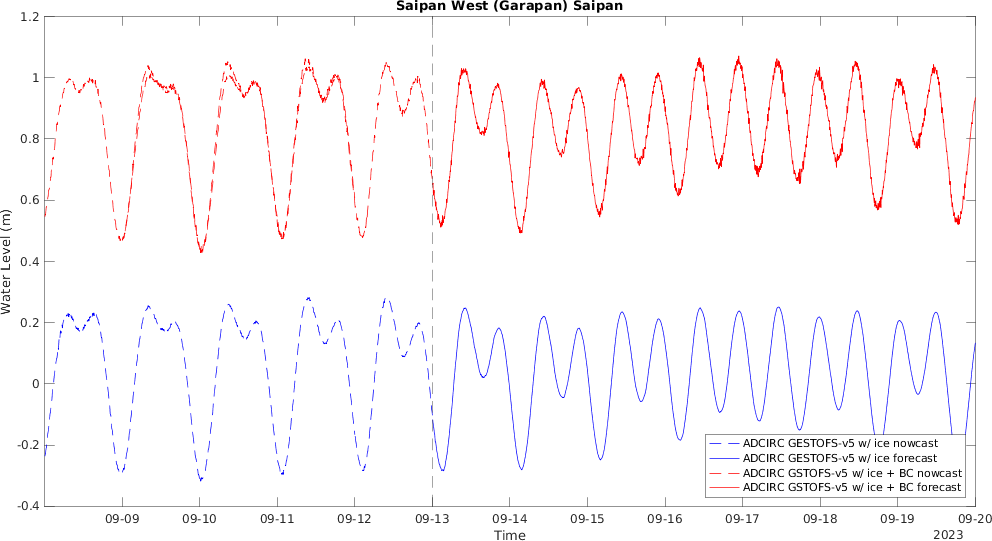 Saipan West (Garapan) Saipan
1.2
1
0.8
0.6
0.4
0.2
0
-0.2
-0.4
Water Level (m)
ADCIRC GESTOFS-v5 w/ ice nowcast
ADCIRC GESTOFS-v5 w/ ice forecast
ADCIRC GSTOFS-v5 w/ ice + BC nowcast
ADCIRC GSTOFS-v5 w/ ice + BC forecast
09-09 09-10 09-11 09-12 09-13 09-14 09-15 09-16 09-17 09-18 09-19 09-20
Time
2023